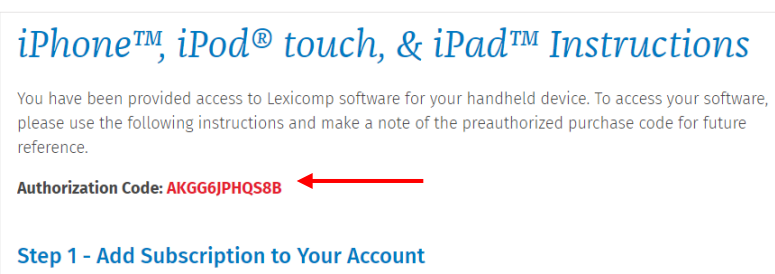 iPhone™, iPod® touch, & iPad™ Instructions
You have been provided access to Lexicomp software for your handheld device. To access your software,
please use the following instructions and make a note of the preauthorized purchase code for future
reference.
Authorization Code: AKGG6JPHQS8B
Step 1 - Add Subscription to Your Account